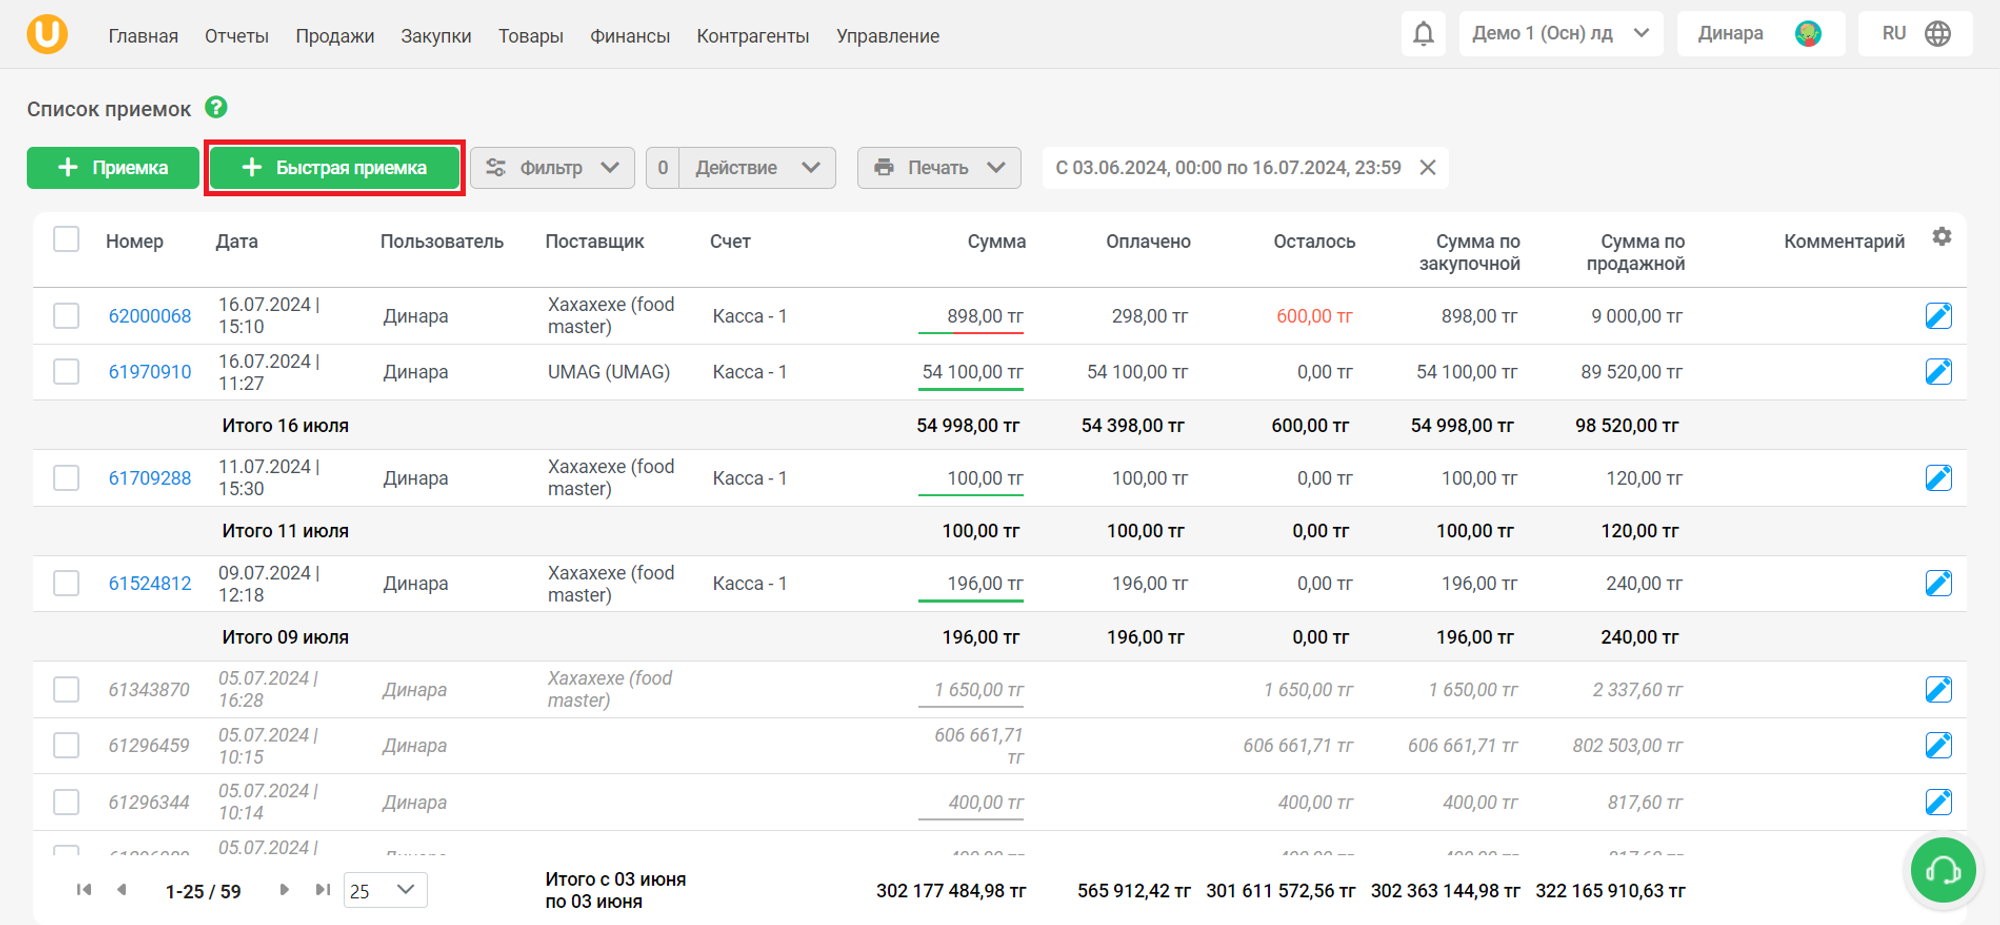 U Главная Отчеты Продажи Закупки Товары Финансы Контрагенты Управление Демо 1 (Осн) лд Динара RU
Список приемок ?
+ Приемка + Быстрая приемка Фильтр 0 Действие Печать С 03.06.2024, 00:00 по 16.07.2024, 23:59
Номер Дата Пользователь Поставщик Счет Сумма Оплачено Осталось Сумма по закупочной Сумма по продажной Комментарий
62000068 16.07.2024 | 15:10 Динара Хахахехе (food master) Касса - 1 898,00 тг 298,00 тг 600,00 тг 898,00 тг 9 000,00 тг
61970910 16.07.2024 | 11:27 Динара UMAG (UMAG) Касса - 1 54 100,00 тг 54 100,00 тг 0,00 тг 54 100,00 тг 89 520,00 тг
Итого 16 июля 54 998,00 тг 54 398,00 тг 600,00 тг 54 998,00 тг 98 520,00 тг
61709288 11.07.2024 | 15:30 Динара Хахахехе (food master) Касса - 1 100,00 тг 100,00 тг 0,00 тг 100,00 тг 120,00 тг
Итого 11 июля 100,00 тг 100,00 тг 0,00 тг 100,00 тг 120,00 тг
61524812 09.07.2024 | 12:18 Динара Хахахехе (food master) Касса - 1 196,00 тг 196,00 тг 0,00 тг 196,00 тг 240,00 тг
Итого 09 июля 196,00 тг 196,00 тг 0,00 тг 196,00 тг 240,00 тг
61343870 05.07.2024 | 16:28 Динара Хахахехе (food master) 1 650,00 тг 1 650,00 тг 1 650,00 тг 2 337,60 тг
61296459 05.07.2024 | 10:15 Динара 606 661,71 тг 606 661,71 тг 606 661,71 тг 802 503,00 тг
61296344 05.07.2024 | 10:14 Динара 400,00 тг 400,00 тг 400,00 тг 817,60 тг
05.07.2024 |
1-25 / 59 25 Итого с 03 июня по 03 июня 302 177 484,98 тг 565 912,42 тг 301 611 572,56 тг 302 363 144,98 тг 322 165 910,63 тг